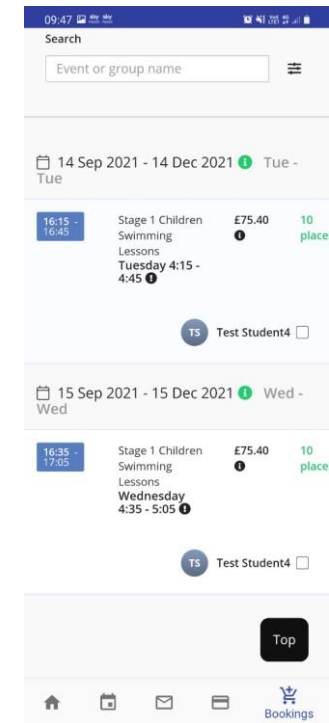 09:47
Search
Event or group name
14 Sep 2021 - 14 Dec 2021 Tue -
Tue
16:15 - Stage 1 Children £75.40 10
16:45 Swimming place
Lessons
Tuesday 4:15 -
4:45
TS Test Student4
15 Sep 2021 - 15 Dec 2021 Wed -
Wed
16:35 - Stage 1 Children £75.40 10
17:05 Swimming place
Lessons
Wednesday
4:35 - 5:05
TS Test Student4
Top
Bookings